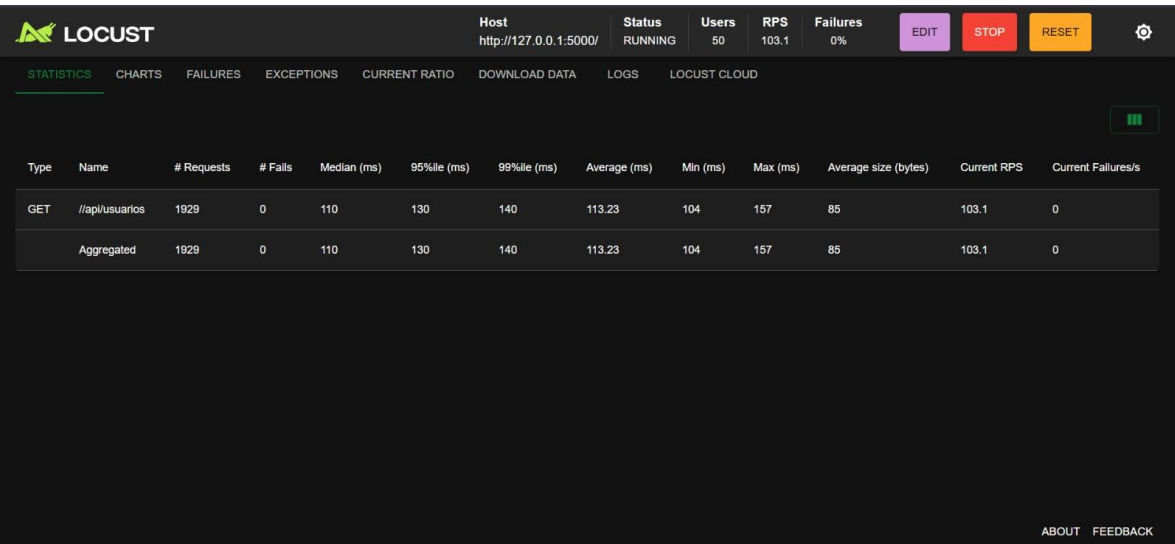 LOCUST
Host Status Users RPS Failures
http://127.0.0.1:5000/ RUNNING 50 103.1 0% EDIT STOP RESET
STATISTICS CHARTS FAILURES EXCEPTIONS CURRENT RATIO DOWNLOAD DATA LOGS LOCUST CLOUD
Type Name # Requests # Fails Median (ms) 95%ile (ms) 99%ile (ms) Average (ms) Min (ms) Max (ms) Average size (bytes) Current RPS Current Failures/s
GET //api/usuarios 1929 0 110 130 140 113.23 104 157 85 103.1 0
Aggregated 1929 0 110 130 140 113.23 104 157 85 103.1 0
ABOUT FEEDBACK